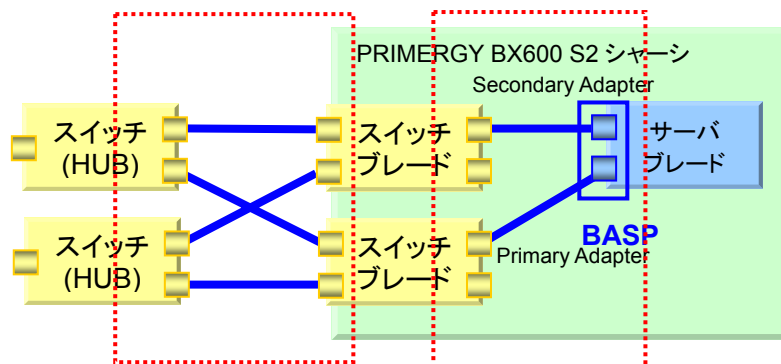 PRIMERGY BX600 S2 シャーシ
Secondary Adapter
スイッチ
(HUB)
スイッチ
ブレード
サーバ
ブレード
スイッチ
(HUB)
スイッチ
ブレード
BASP
Primary Adapter